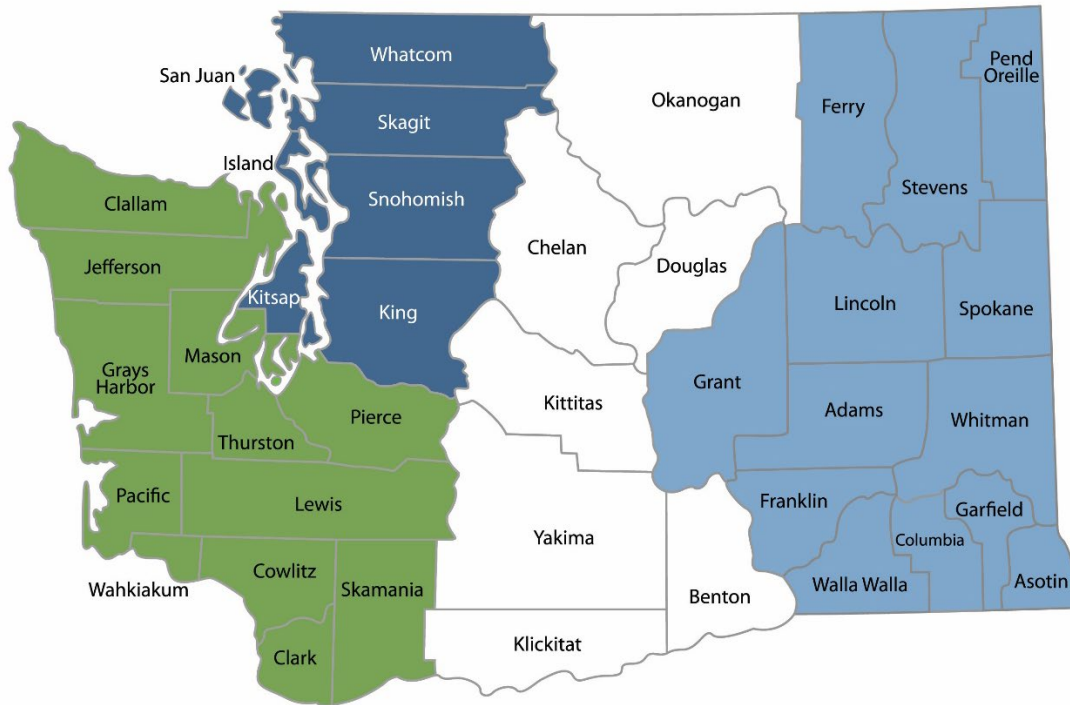 Whatcom
San Juan
Skagit
Island
Snohomish
King
Kitsap
Clallam
Jefferson
Mason
Grays
Harbor
Thurston
Pierce
Pacific
Lewis
Wahkiakum
Cowlitz
Skamania
Clark
Okanogan
Chelan
Douglas
Kittitas
Yakima
Benton
Klickitat
Ferry
Stevens
Pend
Oreille
Lincoln
Spokane
Grant
Adams
Whitman
Franklin
Walla Walla
Columbia
Garfield
Asotin